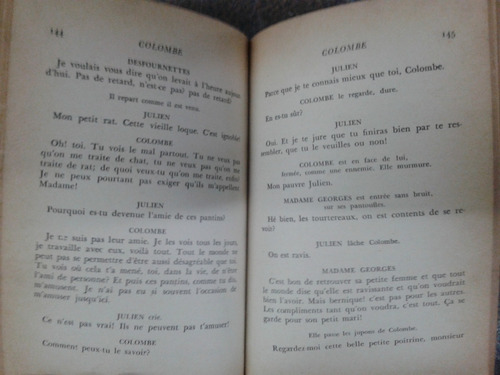 144
COLOMBE
DESFOURNETTES
Je voulais vous dire qu'on levait à l'heure aujour-
d'hui. Pas de retard, n'est-ce pas? pas de retard!
Il repart comme il est venu.
JULIEN
Mon petit rat. Cette vieille loque. C'est ignoble!
COLOMBE
Oh! toi. Tu vois le mal partout. Tu ne veux pas
qu'on me traite de chat, tu ne veux pas qu'on me
traite de rat; de quoi veux-tu qu'on me traite, enfin?
Je ne peux pourtant pas exiger qu'ils m'appellent
Madame!
JULIEN
Pourquoi es-tu devenue l'amie de ces pantins?
COLOMBE
Je ne suis pas leur amie. Je les vois tous les jours,
je travaille avec eux, voilà tout. Tout le monde ne
peut pas se permettre d'être aussi désagréable que toi.
Tu vois où cela t'a mené, toi, dans la vie, de n'être
l'ami de personne? Et puis ces pantins, comme tu dis,
m'amusent. Je n'ai pas eu si souvent l'occasion de
m'amuser jusqu'ici.
JULIEN crie.
Ce n'est pas vrai! Ils ne peuvent pas t'amuser!
COLOMBE
Comment peux-tu le savoir?
COLOMBE
145
JULIEN
Parce que je te connais mieux que toi, Colombe.
COLOMBE le regarde, dure.
En es-tu sûr?
JULIEN
Oui. Et je te jure que tu finiras bien par te res-
sembler, que tu le veuilles ou non!
COLOMBE est en face de lui,
fermée, comme une ennemie. Elle murmure.
Mon pauvre Julien.
MADAME GEORGES est entrée sans bruit,
sur ses pantoufles.
Hé bien, les tourtereaux, on est contents de se re-
voir?
JULIEN lâche Colombe.
On est ravis.
MADAME GEORGES
C'est bon de retrouver sa petite femme et que tout
le monde dise qu'elle est ravissante et qu'on voudrait
bien l'avoir. Mais bernique! c'est pas pour les autres.
Les compliments tant qu'on voudra, c'est tout. Ça se
garde pour son petit mari!
Elle passe les jupons de Colombe.
Regardez-moi cette belle petite poitrine, monsieur